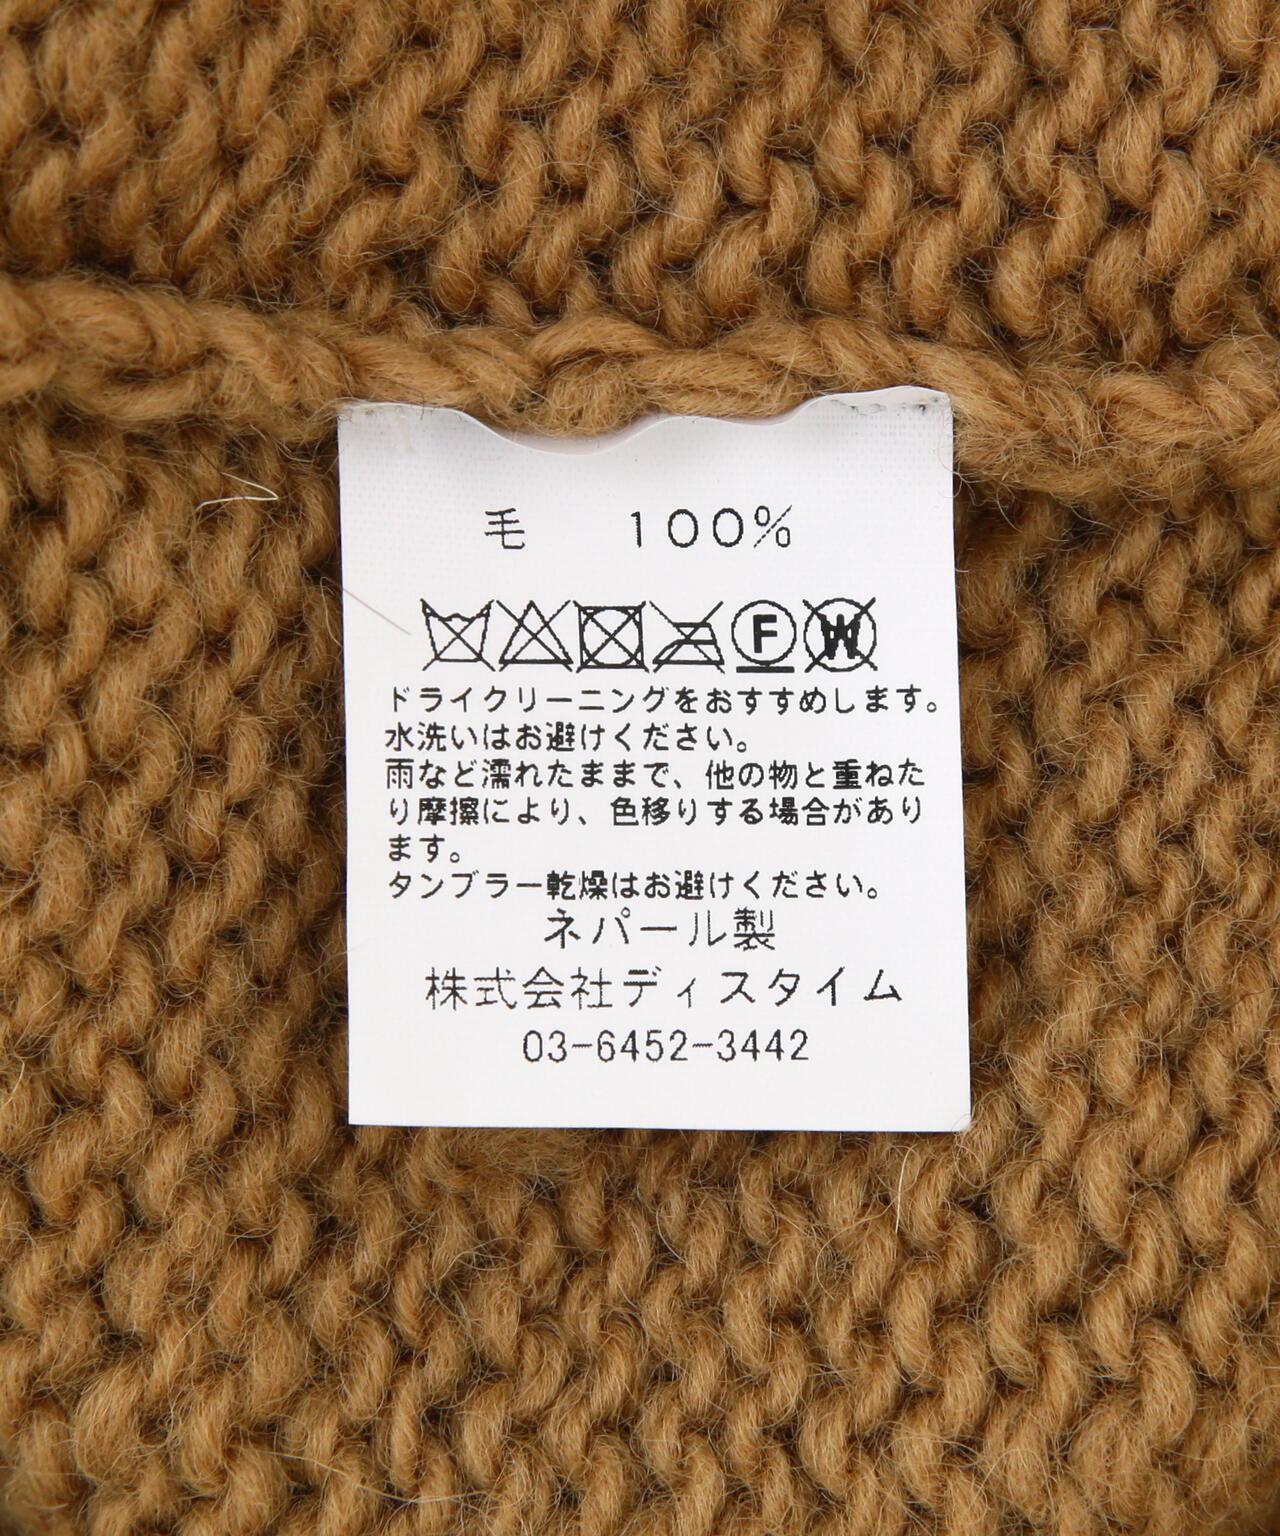 毛 100%
F W
ドライクリーニングをおすすめします。
水洗いはお避けください。
雨など濡れたままで、他の物と重ねた
り摩擦により、色移りする場合があり
ます。
タンブラー乾燥はお避けください。
ネパール製
株式会社ディスタイム
03-6452-3442